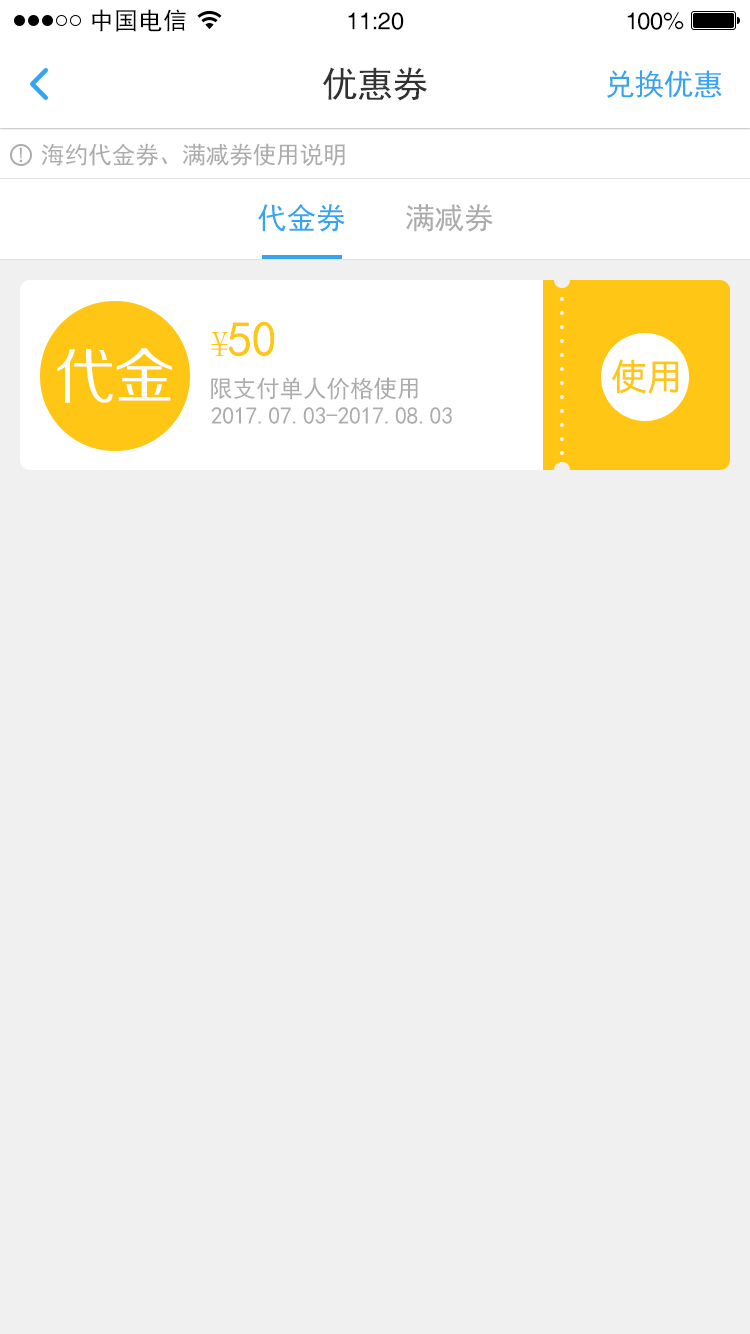 中国电信 11:20 100%
优惠券 兑换优惠
海约代金券、满减券使用说明
代金券 满减券
代金
¥50
限支付单人价格使用
2017.07.03-2017.08.03
使用